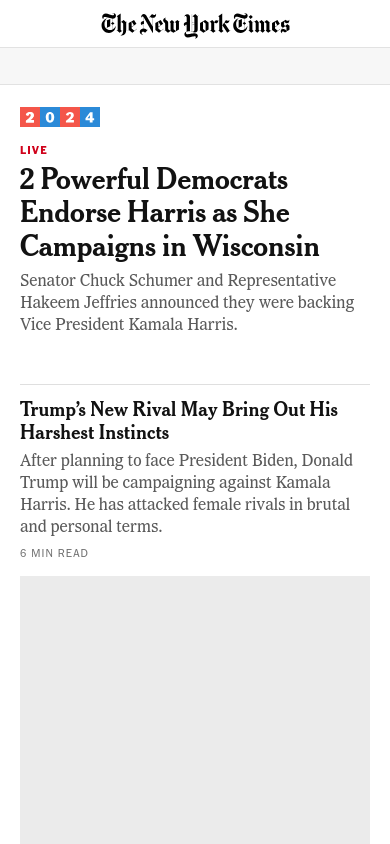 The New York Times
2024
LIVE
2 Powerful Democrats
Endorse Harris as She
Campaigns in Wisconsin
Senator Chuck Schumer and Representative
Hakeem Jeffries announced they were backing
Vice President Kamala Harris.
Trump’s New Rival May Bring Out His
Harshest Instincts
After planning to face President Biden, Donald
Trump will be campaigning against Kamala
Harris. He has attacked female rivals in brutal
and personal terms.
6 MIN READ